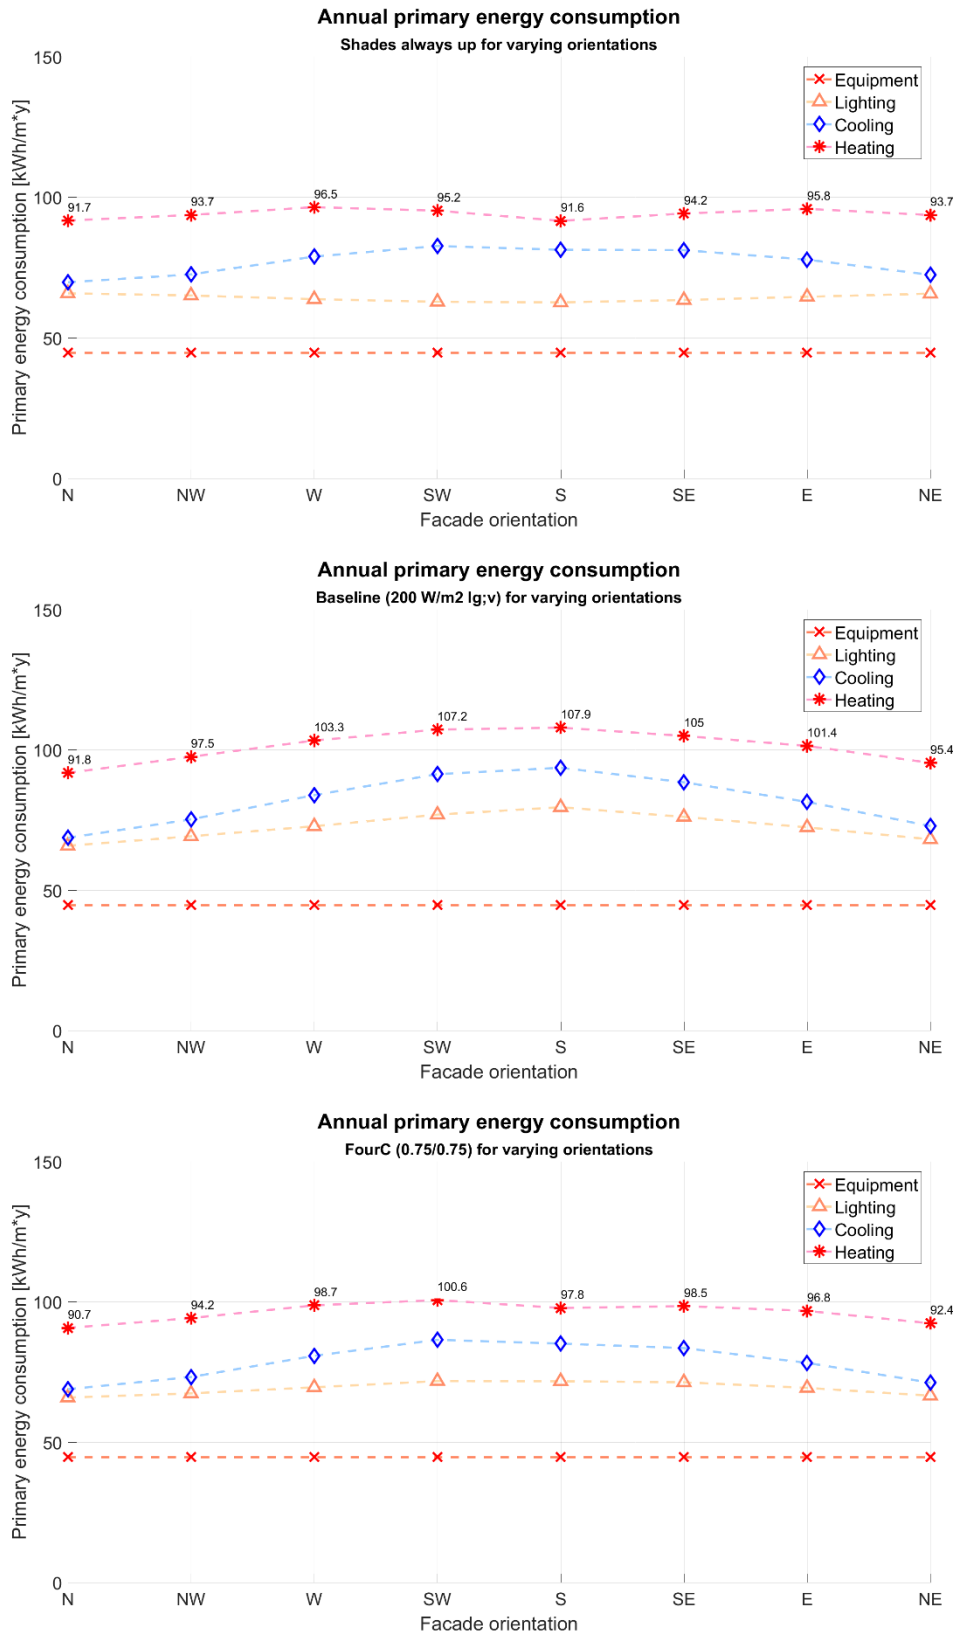 Annual primary energy consumption
Shades always up for varying orientations
Primary energy consumption [kWh/m*y]
150
100
50
0
Equipment
Lighting
Cooling
Heating
91.7 93.7 96.5 95.2 91.6 94.2 95.8 93.7
N NW W SW S SE E NE
Facade orientation
Annual primary energy consumption
Baseline (200 W/m2 Ig;v) for varying orientations
Primary energy consumption [kWh/m*y]
150
100
50
0
Equipment
Lighting
Cooling
Heating
91.8 97.5 103.3 107.2 107.9 105 101.4 95.4
N NW W SW S SE E NE
Facade orientation
Annual primary energy consumption
FourC (0.75/0.75) for varying orientations
Primary energy consumption [kWh/m*y]
150
100
50
0
Equipment
Lighting
Cooling
Heating
90.7 94.2 98.7 100.6 97.8 98.5 96.8 92.4
N NW W SW S SE E NE
Facade orientation